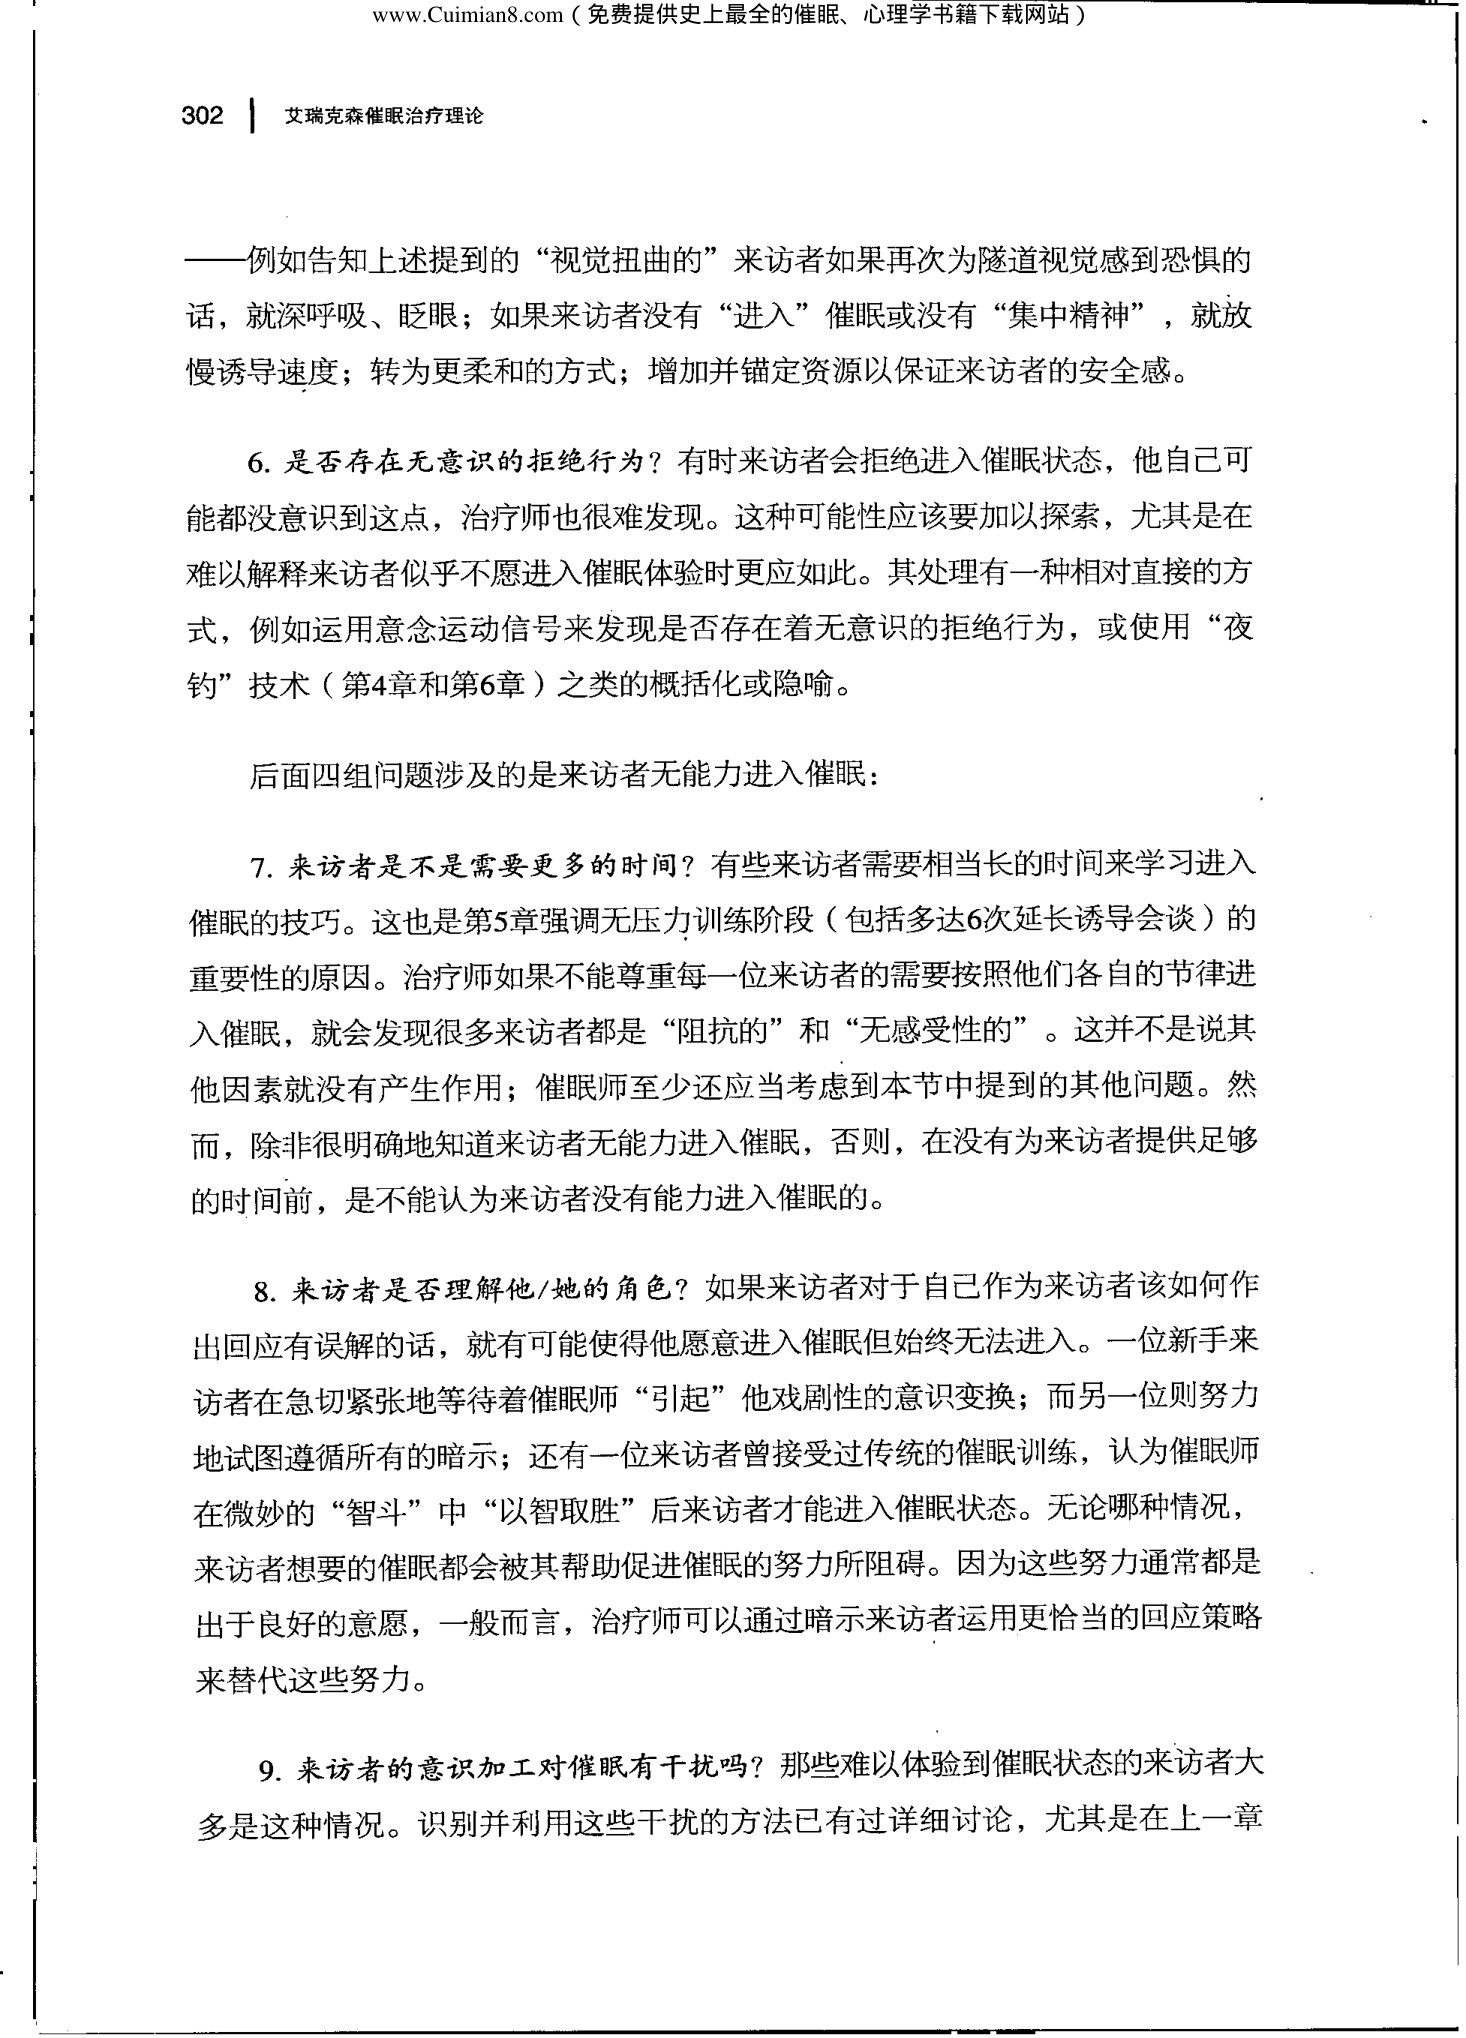 www.Cuimian8.com（免费提供史上最全的催眠、心理学书籍下载网站）
302 | 艾瑞克森催眠治疗理论
——例如告知上述提到的“视觉扭曲的”来访者如果再次为隧道视觉感到恐惧的
话，就深呼吸、眨眼；如果来访者没有“进入”催眠或没有“集中精神”，就放
慢诱导速度；转为更柔和的方式；增加并锚定资源以保证来访者的安全感。
6. 是否存在无意识的拒绝行为？有时来访者会拒绝进入催眠状态，他自己可
能都没意识到这点，治疗师也很难发现。这种可能性应该要加以探索，尤其是在
难以解释来访者似乎不愿进入催眠体验时更应如此。其处理有一种相对直接的方
式，例如运用意念运动信号来发现是否存在着无意识的拒绝行为，或使用“夜
钓”技术（第4章和第6章）之类的概括化或隐喻。
后面四组问题涉及的是来访者无能力进入催眠：
7. 来访者是不是需要更多的时间？有些来访者需要相当长的时间来学习进入
催眠的技巧。这也是第5章强调无压力训练阶段（包括多达6次延长诱导会谈）的
重要性的原因。治疗师如果不能尊重每一位来访者的需要按照他们各自的节律进
入催眠，就会发现很多来访者都是“阻抗的”和“无感受性的”。这并不是说其
他因素就没有产生作用；催眠师至少还应当考虑到本节中提到的其他问题。然
而，除非很明确地知道来访者无能力进入催眠，否则，在没有为来访者提供足够
的时间前，是不能认为来访者没有能力进入催眠的。
8. 来访者是否理解他/她的角色？如果来访者对于自己作为来访者该如何作
出回应有误解的话，就有可能使得他愿意进入催眠但始终无法进入。一位新手来
访者在急切紧张地等待着催眠师“引起”他戏剧性的意识变换；而另一位则努力
地试图遵循所有的暗示；还有一位来访者曾接受过传统的催眠训练，认为催眠师
在微妙的“智斗”中“以智取胜”后来访者才能进入催眠状态。无论哪种情况，
来访者想要的催眠都会被其帮助促进催眠的努力所阻碍。因为这些努力通常都是
出于良好的意愿，一般而言，治疗师可以通过暗示来访者运用更恰当的回应策略
来替代这些努力。
9. 来访者的意识加工对催眠有干扰吗？那些难以体验到催眠状态的来访者大
多是这种情况。识别并利用这些干扰的方法已有过详细讨论，尤其是在上一章